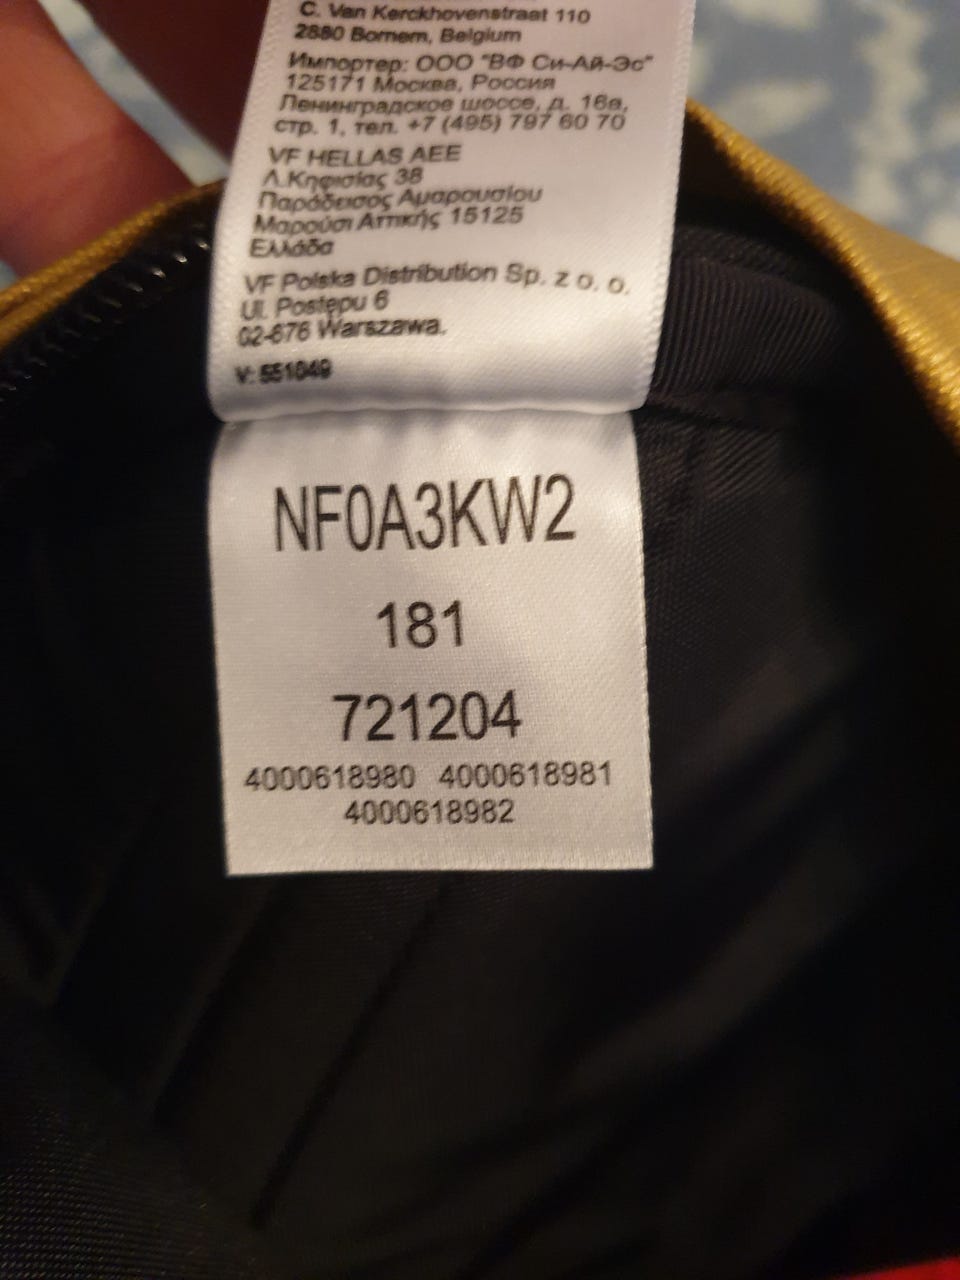 C. Van Kerckhovenstraat 110
2880 Bornem, Belgium
Импортер: ООО "ВФ Си-Ай-Эс"
125171 Москва, Россия
Ленинградское шоссе, д. 16а,
стр. 1, тел. +7 (495) 797 60 70
VF HELLAS AEE
Λ.Κηφισίας 38
Παράδεισος Αμαρουσίου
Μαρούσι Αττικής 15125
Ελλάδα
VF Polska Distribution Sp. z o. o.
Ul. Postępu 6
02-676 Warszawa.
V: 551049
NF0A3KW2
181
721204
4000618980 4000618981
4000618982